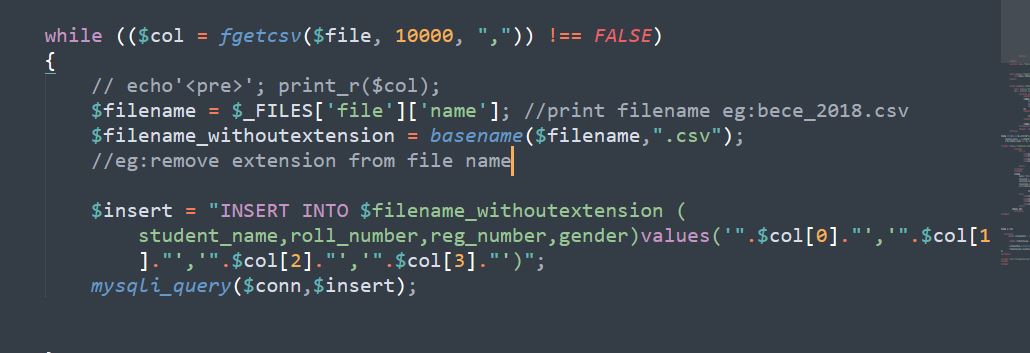 while (($col = fgetcsv($file, 10000, ",")) !== FALSE)
{
// echo'<pre>'; print_r($col);
$filename = $_FILES['file']['name']; //print filename eg:bece_2018.csv
$filename_withoutextension = basename($filename,".csv");
//eg:remove extension from file name
$insert = "INSERT INTO $filename_withoutextension (
student_name,roll_number,reg_number,gender)values('".$col[0]."','".$col[1
]."','".$col[2]."','".$col[3]."')";
mysqli_query($conn,$insert);